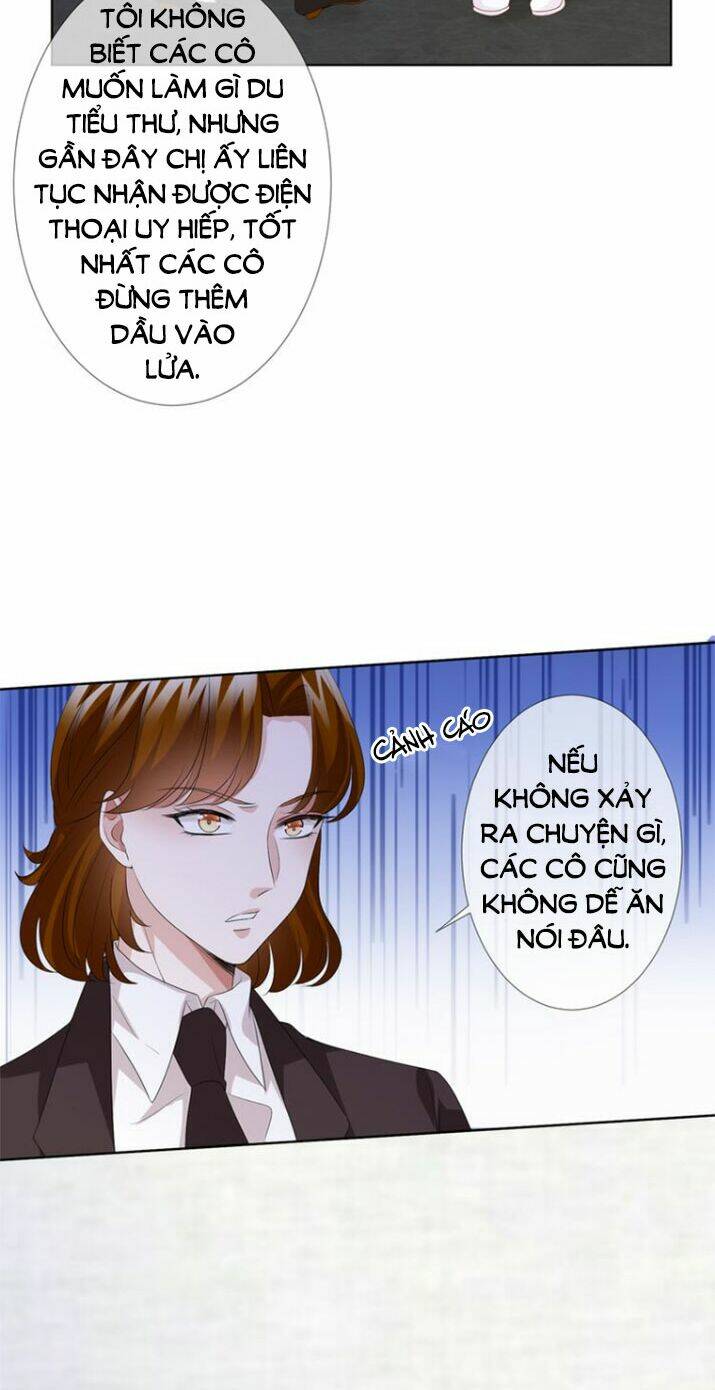 TÔI KHÔNG
BIẾT CÁC CÔ
MUỐN LÀM GÌ DU
TIỂU THƯ, NHƯNG
GẦN ĐÂY CHỊ ẤY LIÊN
TỤC NHẬN ĐƯỢC ĐIỆN
THOẠI UY HIẾP, TỐT
NHẤT CÁC CÔ
ĐỪNG THÊM
DẦU VÀO
LỬA.
CẢNH CÁO
NẾU
KHÔNG XẢY
RA CHUYỆN GÌ,
CÁC CÔ CŨNG
KHÔNG DỄ ĂN
NÓI ĐÂU.